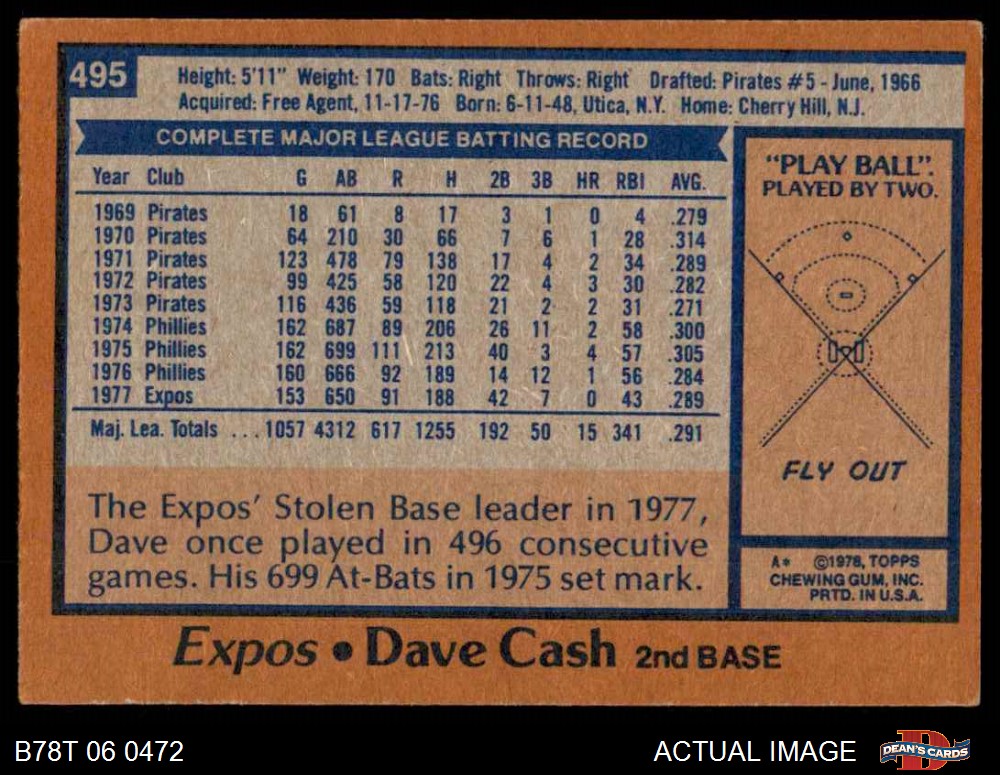 495
Height: 5'11" Weight: 170 Bats: Right Throws: Right Drafted: Pirates #5 - June, 1966
Acquired: Free Agent, 11-17-76 Born: 6-11-48, Utica, N.Y. Home: Cherry Hill, N.J.
COMPLETE MAJOR LEAGUE BATTING RECORD
Year Club G AB R H 2B 3B HR RBI AVG.
1969 Pirates 18 61 8 17 3 1 0 4 .279
1970 Pirates 64 210 30 66 7 6 1 28 .314
1971 Pirates 123 478 79 138 17 4 2 34 .289
1972 Pirates 99 425 58 120 22 4 3 30 .282
1973 Pirates 116 436 59 118 21 2 2 31 .271
1974 Phillies 162 687 89 206 26 11 2 58 .300
1975 Phillies 162 699 111 213 40 3 4 57 .305
1976 Phillies 160 666 92 189 14 12 1 56 .284
1977 Expos 153 650 91 188 42 7 0 43 .289
Maj. Lea. Totals ...1057 4312 617 1255 192 50 15 341 .291
The Expos' Stolen Base leader in 1977,
Dave once played in 496 consecutive
games. His 699 At-Bats in 1975 set mark.
"PLAY BALL".
PLAYED BY TWO.
FLY OUT
A* ©1978, TOPPS
CHEWING GUM, INC.
PRTD. IN U.S.A.
Expos • Dave Cash 2nd BASE
B78T 06 0472
ACTUAL IMAGE
D
DEAN'S CARDS